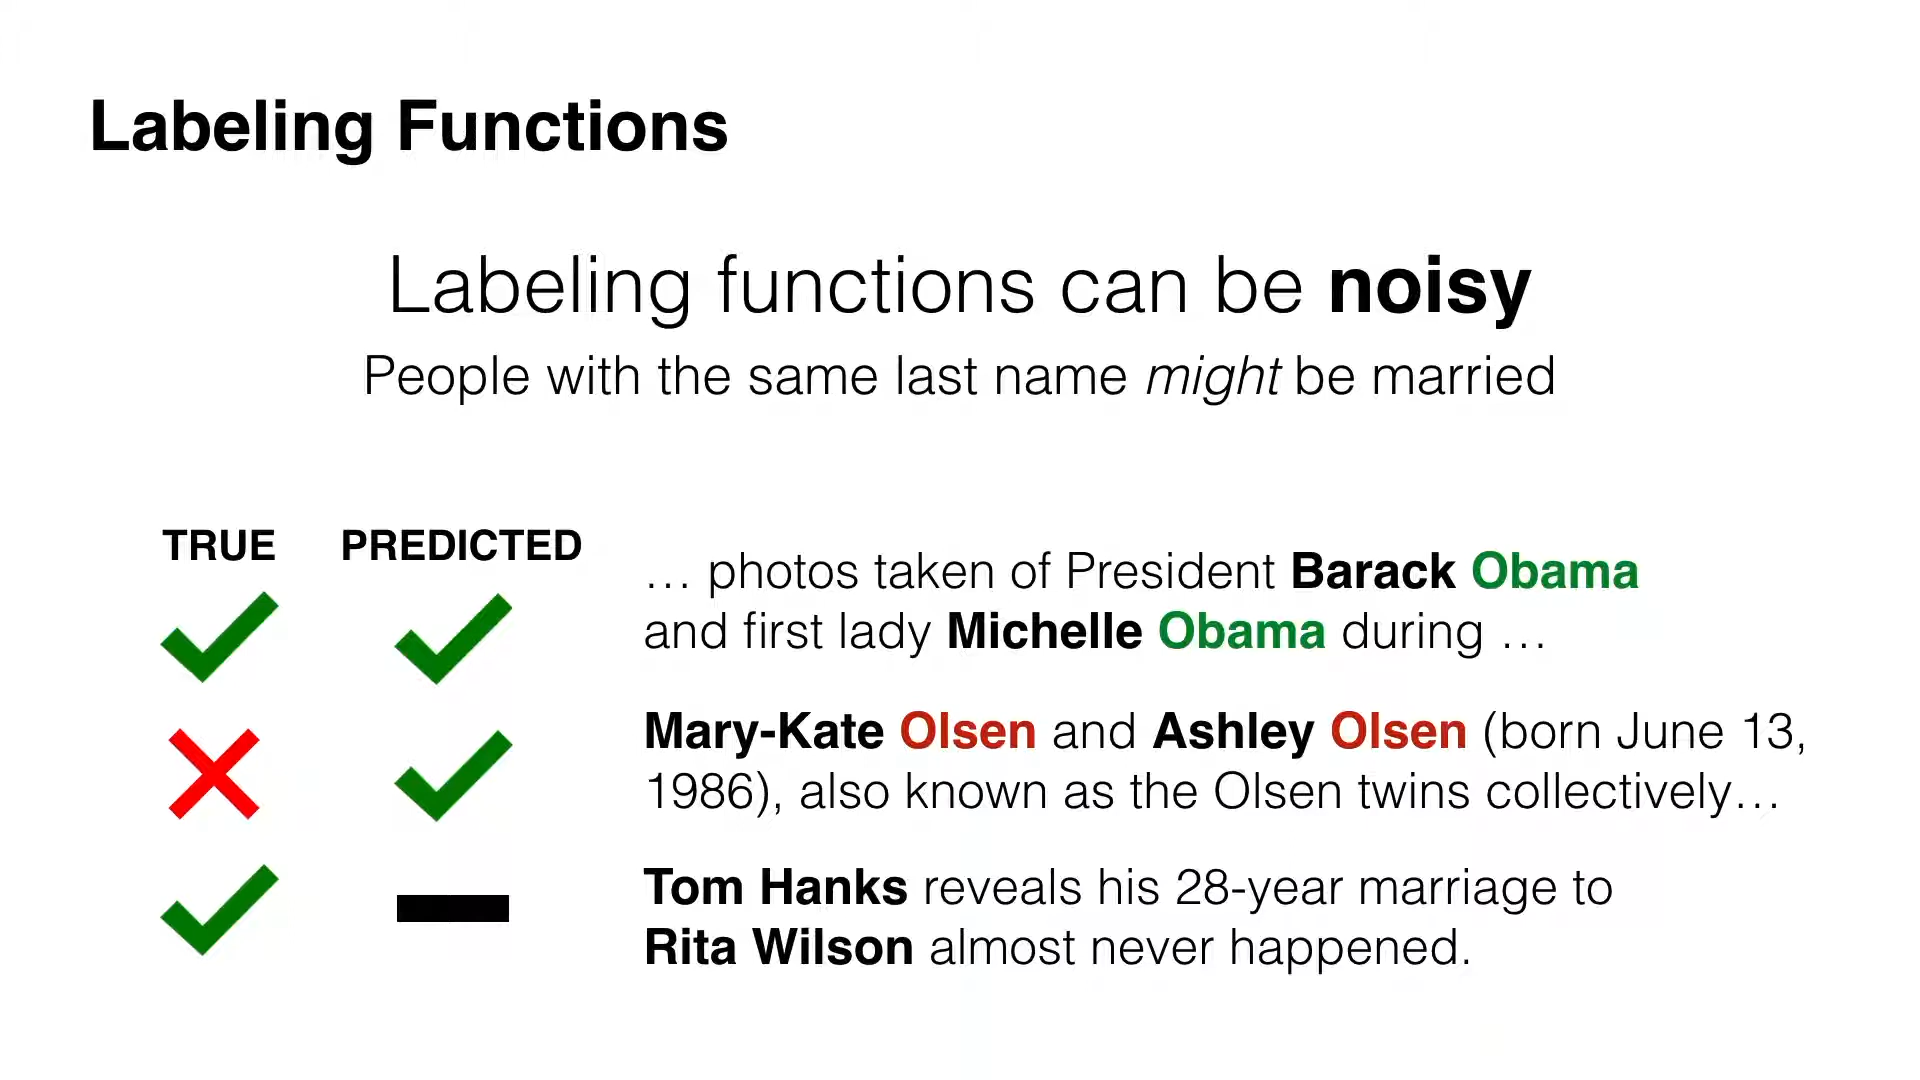 Labeling Functions
Labeling functions can be noisy
People with the same last name might be married
TRUE PREDICTED
… photos taken of President Barack Obama
and first lady Michelle Obama during …
Mary-Kate Olsen and Ashley Olsen (born June 13,
1986), also known as the Olsen twins collectively…
Tom Hanks reveals his 28-year marriage to
Rita Wilson almost never happened.